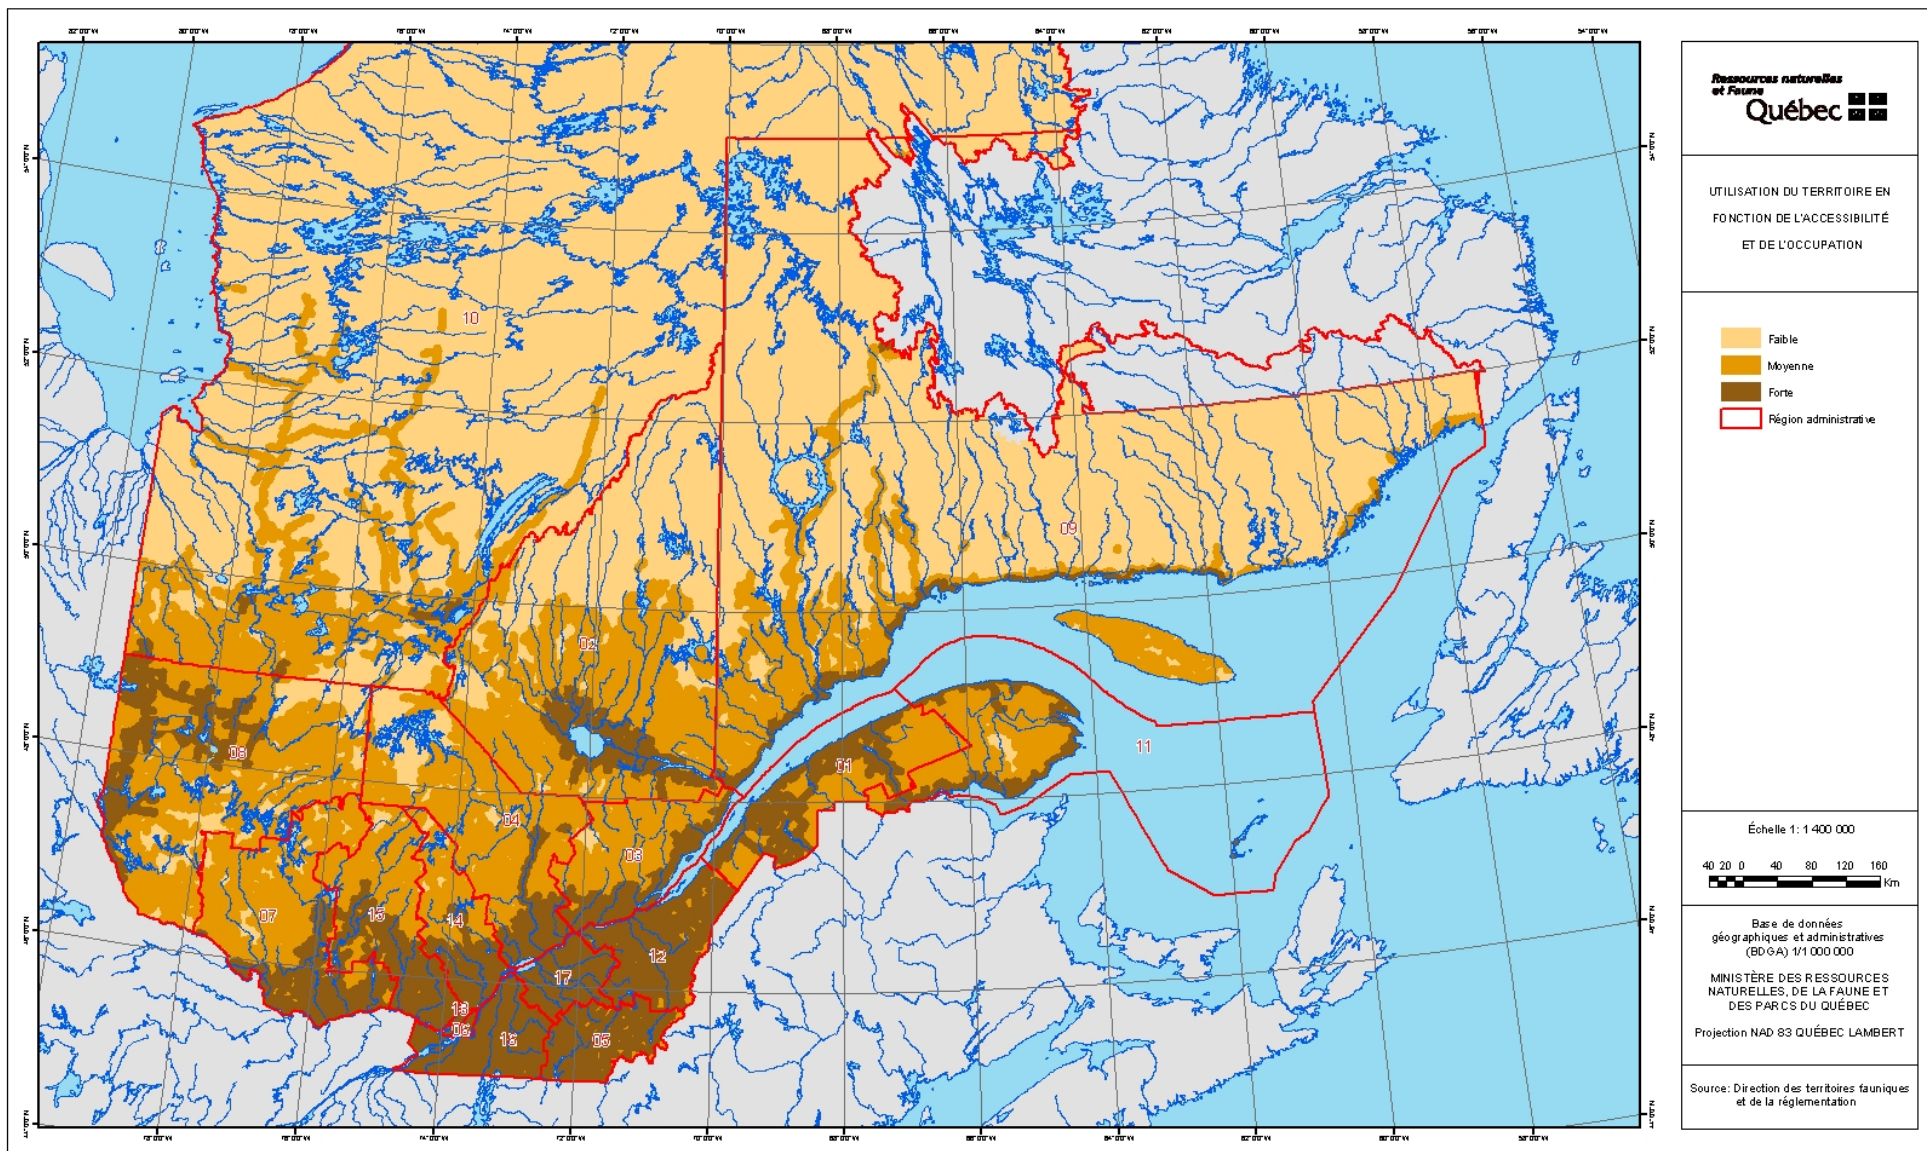 Ressources naturelles
et Faune
Québec
UTILISATION DU TERRITOIRE EN
FONCTION DE L'ACCESSIBILITÉ
ET DE L'OCCUPATION
Faible
Moyenne
Forte
Région administrative
Échelle 1: 1 400 000
40 20 0 40 80 120 160
Km
Base de données
géographiques et administratives
(BDGA) 1/1 000 000
MINISTÈRE DES RESSOURCES
NATURELLES, DE LA FAUNE ET
DES PARCS DU QUÉBEC
Projection NAD 83 QUÉBEC LAMBERT
Source: Direction des territoires fauniques
et de la réglementation
10
09
02
11
08
01
04
03
07
15
14
12
17
13
06
16
05